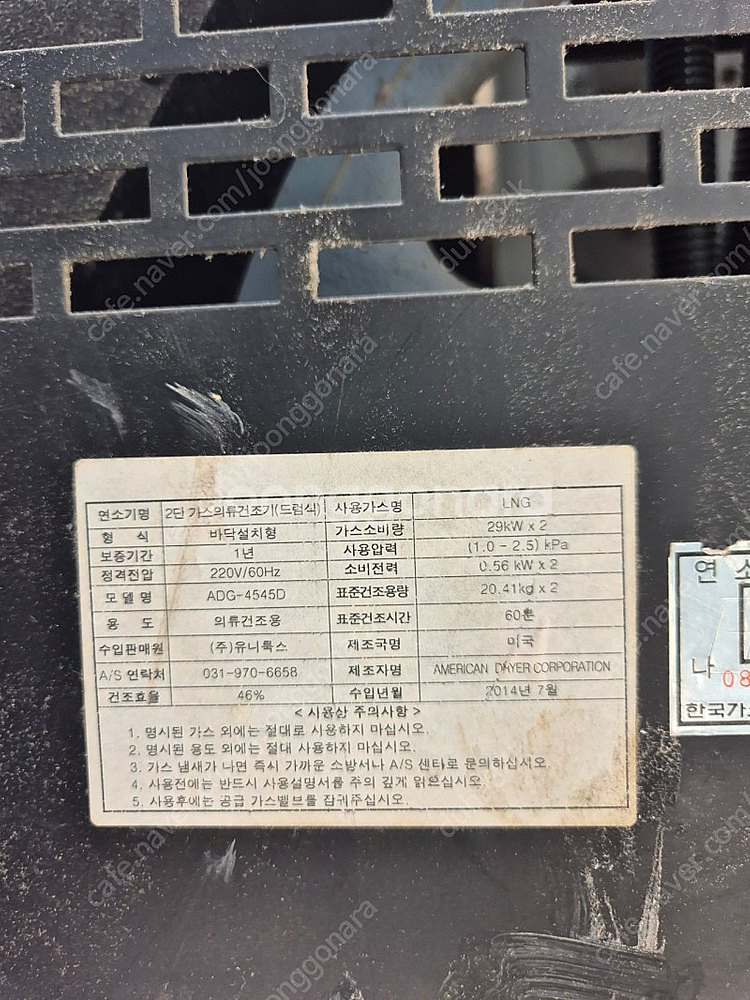 연소기명 2단 가스의류건조기(드럼식) 사용가스명 LNG
형 식 바닥설치형 가스소비량 29kW x 2
보증기간 1년 사용압력 (1.0 - 2.5) kPa
정격전압 220V/60Hz 소비전력 0.56 kW x 2
모 델 명 ADG-4545D 표준건조용량 20.41kg x 2
용 도 의류건조용 표준건조시간 60분
수입판매원 (주)유니룩스 제조국명 미국
A/S 연락처 031-970-6658 제조자명 AMERICAN DRYER CORPORATION
건조효율 46% 수입년월 2014년 7월
< 사용상 주의사항 >
1. 명시된 가스 외에는 절대로 사용하지 마십시오.
2. 명시된 용도 외에는 절대 사용하지 마십시오.
3. 가스 냄새가 나면 즉시 가까운 소방서나 A/S 센타로 문의하십시오.
4. 사용전에는 반드시 사용설명서를 주의 깊게 읽으십시오.
5. 사용후에는 공급 가스밸브를 잠궈주십시오.
연 소
나 08
한국가
cafe.naver.com/joonggonara